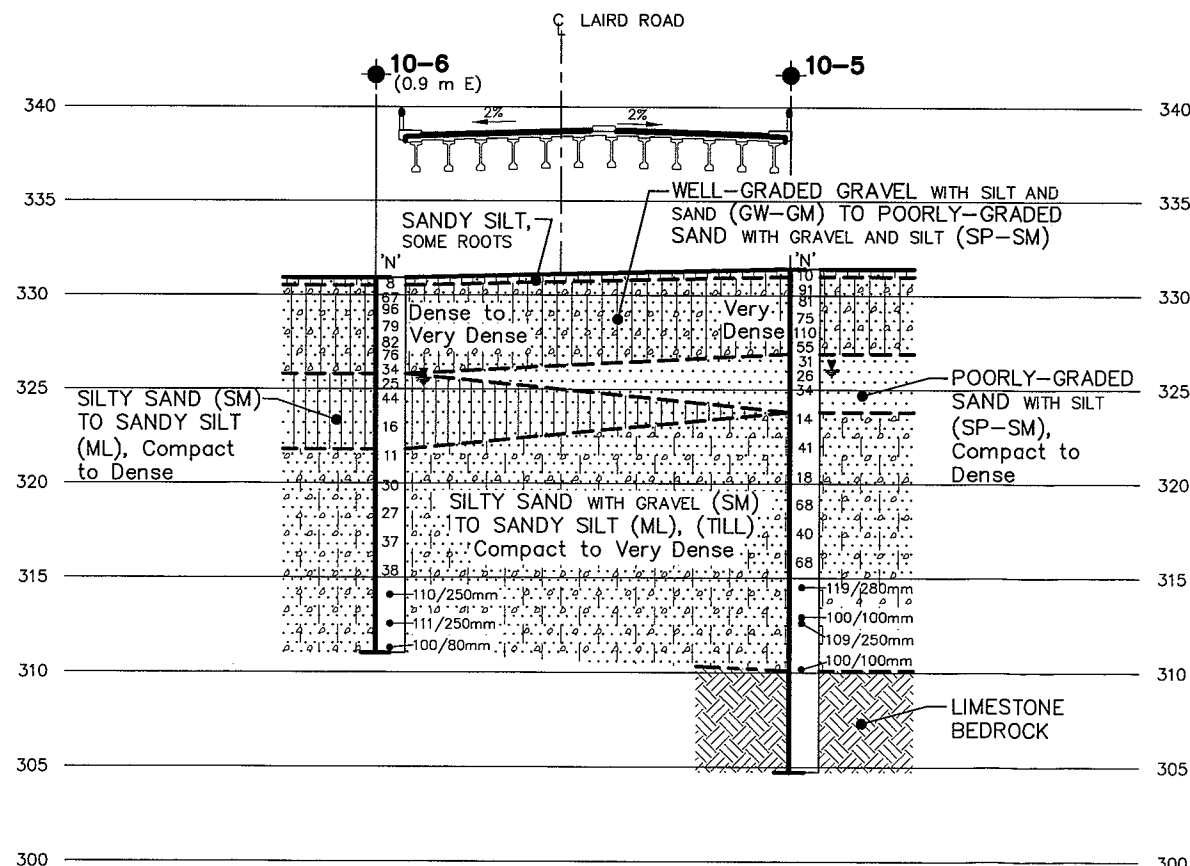 ℄ LAIRD ROAD
10-6
(0.9 m E)
10-5
340
340
2%
2%
335
335
WELL-GRADED GRAVEL WITH SILT AND
SAND (GW-GM) TO POORLY-GRADED
SAND WITH GRAVEL AND SILT (SP-SM)
SANDY SILT,
SOME ROOTS
'N'
'N'
330
330
8
67
96
79
82
76
34
25
44
16
11
30
27
37
38
110/250mm
111/250mm
100/80mm
Dense to
Very Dense
Very
Dense
10
91
81
75
110
55
31
26
34
14
41
18
68
40
68
119/280mm
100/100mm
109/250mm
100/100mm
325
325
SILTY SAND (SM)
TO SANDY SILT
(ML), Compact
to Dense
POORLY-GRADED
SAND WITH SILT
(SP-SM),
Compact to
Dense
320
320
SILTY SAND WITH GRAVEL (SM)
TO SANDY SILT (ML), (TILL)
Compact to Very Dense
315
315
310
310
LIMESTONE
BEDROCK
305
305
300
300